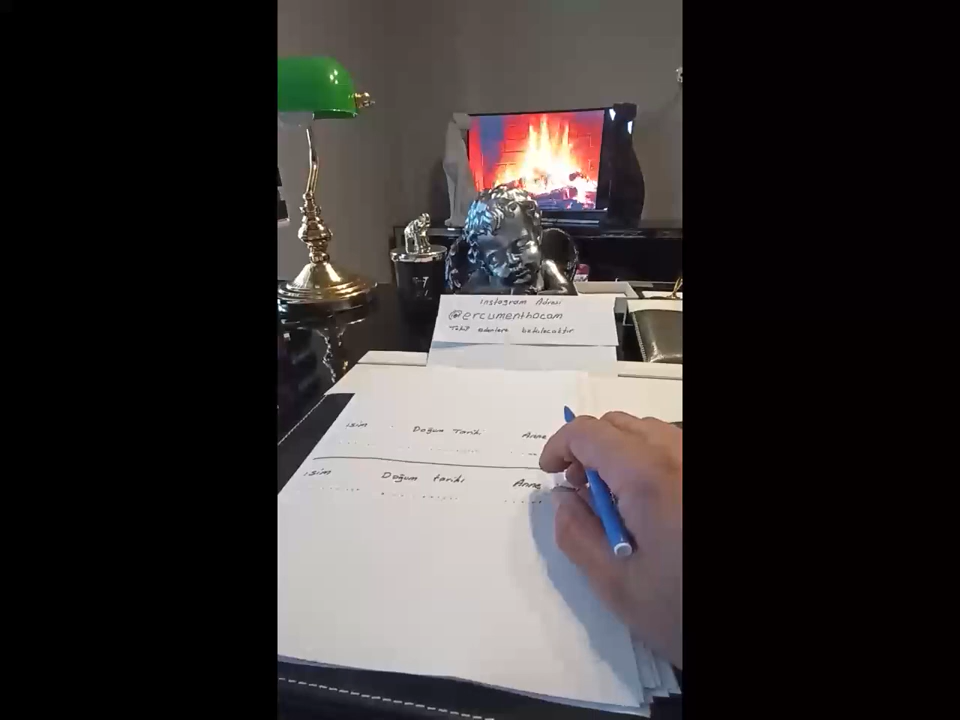 Instagram Adresi
@ercumenthocam
Takip edenlere bakılacaktır
isim Doğum Tarihi Anne
isim Doğum tarihi Anne